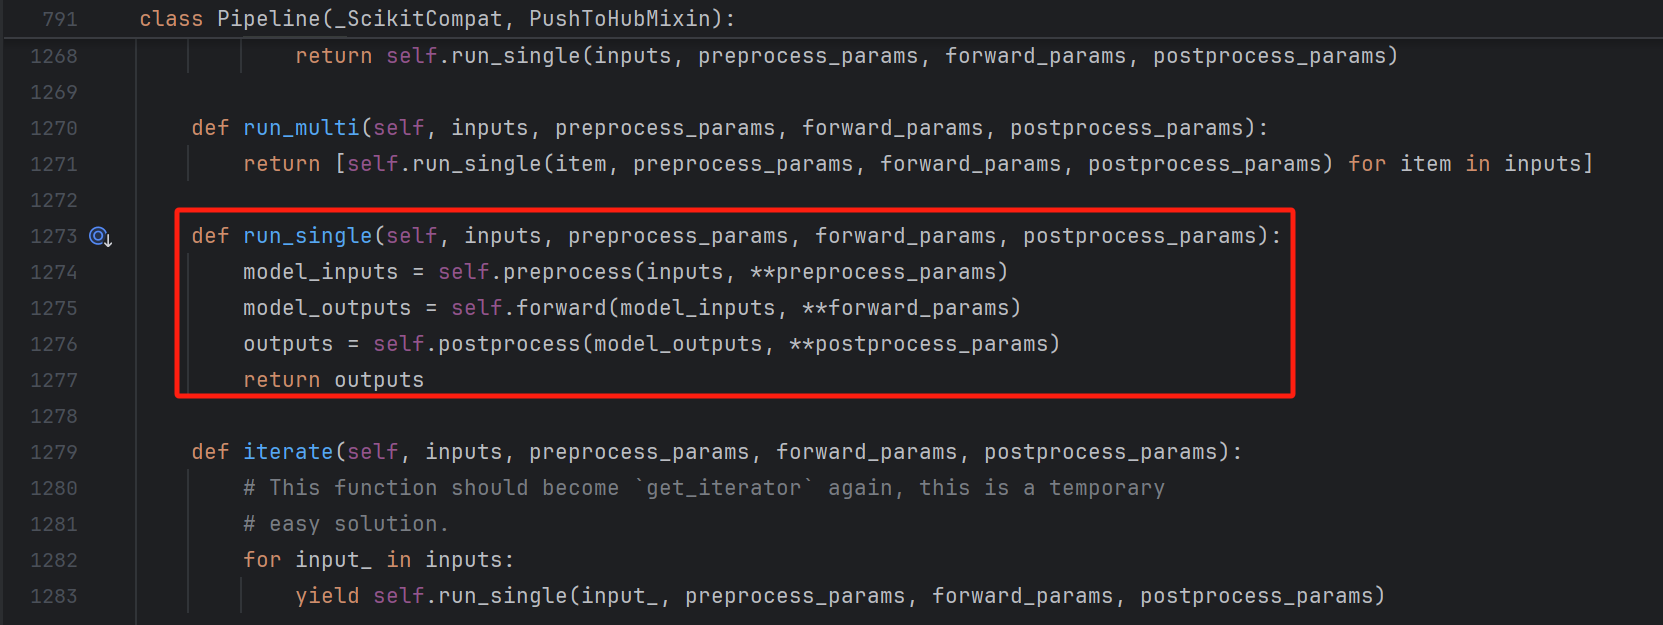 791 class Pipeline(_ScikitCompat, PushToHubMixin):
1268 return self.run_single(inputs, preprocess_params, forward_params, postprocess_params)
1269
1270 def run_multi(self, inputs, preprocess_params, forward_params, postprocess_params):
1271 return [self.run_single(item, preprocess_params, forward_params, postprocess_params) for item in inputs]
1272
1273 def run_single(self, inputs, preprocess_params, forward_params, postprocess_params):
1274 model_inputs = self.preprocess(inputs, **preprocess_params)
1275 model_outputs = self.forward(model_inputs, **forward_params)
1276 outputs = self.postprocess(model_outputs, **postprocess_params)
1277 return outputs
1278
1279 def iterate(self, inputs, preprocess_params, forward_params, postprocess_params):
1280 # This function should become `get_iterator` again, this is a temporary
1281 # easy solution.
1282 for input_ in inputs:
1283 yield self.run_single(input_, preprocess_params, forward_params, postprocess_params)